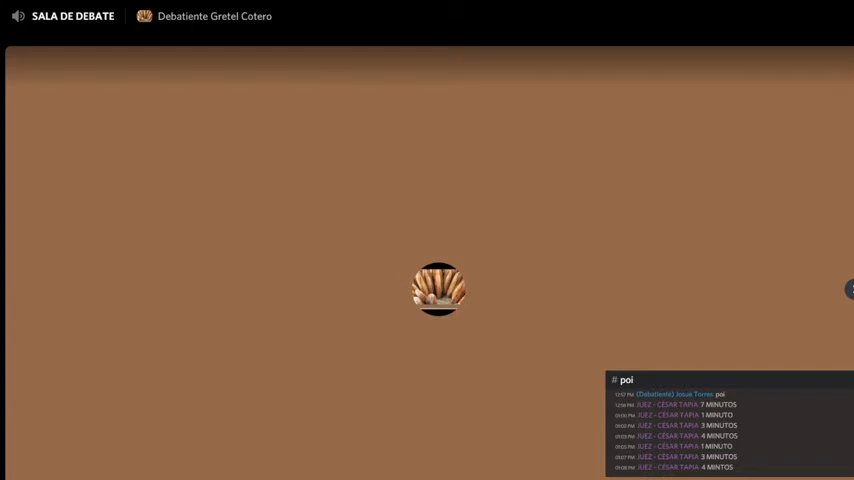 SALA DE DEBATE
Debatiente Gretel Cotero
# poi
12:57 PM (Debatiente) Josue Torres poi
12:58 PM JUEZ - CÉSAR TAPIA 7 MINUTOS
01:00 PM JUEZ - CÉSAR TAPIA 1 MINUTO
01:02 PM JUEZ - CÉSAR TAPIA 3 MINUTOS
01:03 PM JUEZ - CÉSAR TAPIA 4 MINUTOS
01:05 PM JUEZ - CÉSAR TAPIA 1 MINUTO
01:07 PM JUEZ - CÉSAR TAPIA 3 MINUTOS
01:08 PM JUEZ - CÉSAR TAPIA 4 MINTOS